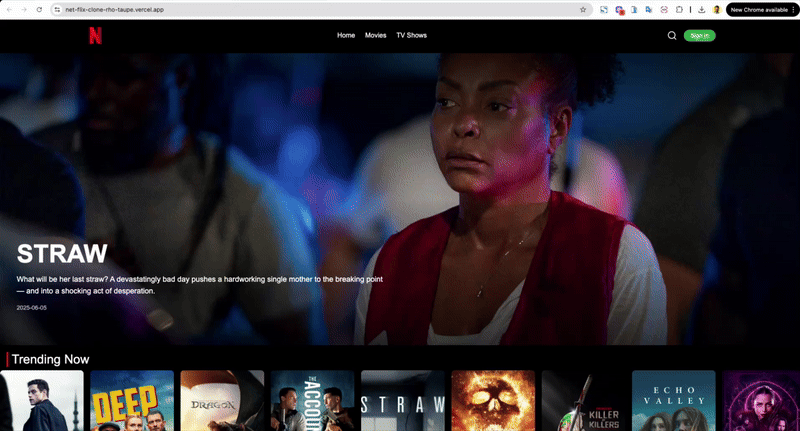 net-flix-clone-rho-taupe.vercel.app
New Chrome available
N
Home Movies TV Shows
Sign in
STRAW
What will be her last straw? A devastatingly bad day pushes a hardworking single mother to the breaking point
— and into a shocking act of desperation.
2025-06-05
Trending Now
DEEP
DRAGON
THE
ACCOUN
STRAW
KILLER
KILLERS
ECHO
VALLEY